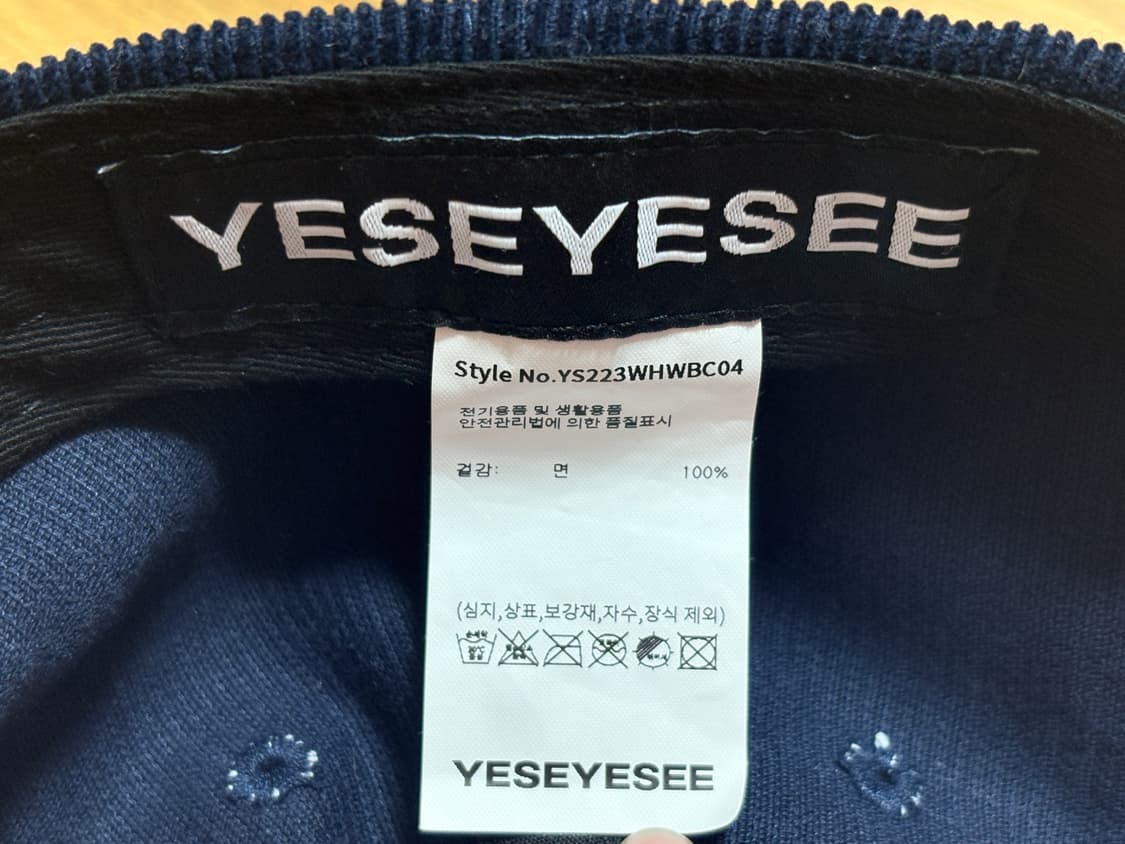 YESEYESEE
Style No.YS223WHWBC04
전기용품 및 생활용품
안전관리법에 의한 품질표시
겉감: 면 100%
(심지,상표,보강재,자수,장식 제외)
YESEYESEE